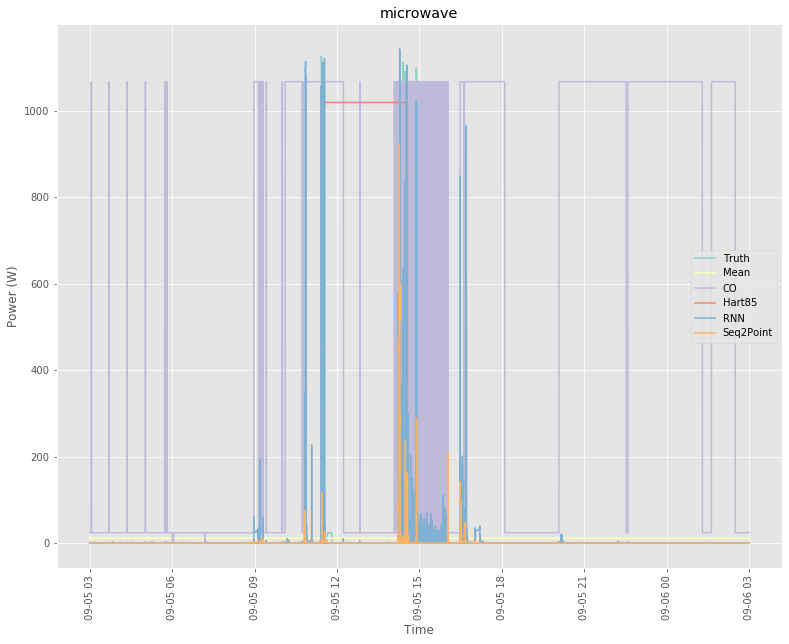 microwave
Power (W)
1000
800
600
400
200
0
Truth
Mean
CO
Hart85
RNN
Seq2Point
09-05 03
09-05 06
09-05 09
09-05 12
09-05 15
09-05 18
09-05 21
09-06 00
09-06 03
Time